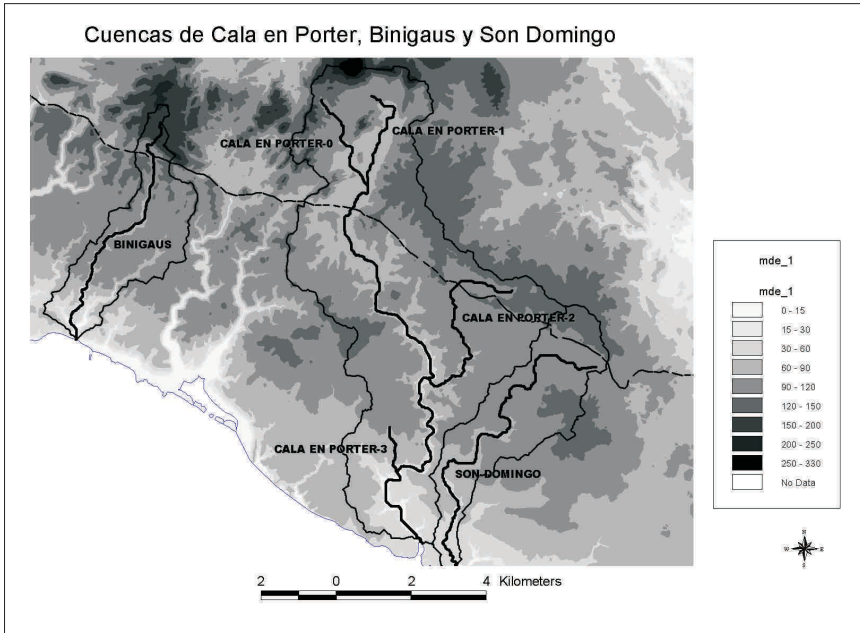 Cuencas de Cala en Porter, Binigaus y Son Domingo
CALA EN PORTER-0
CALA EN PORTER-1
BINIGAUS
CALA EN PORTER-2
CALA EN PORTER-3
SON-DOMINGO
mde_1
mde_1
0 - 15
15 - 30
30 - 60
60 - 90
90 - 120
120 - 150
150 - 200
200 - 250
250 - 330
No Data
N
W E
S
2 0 2 4 Kilometers